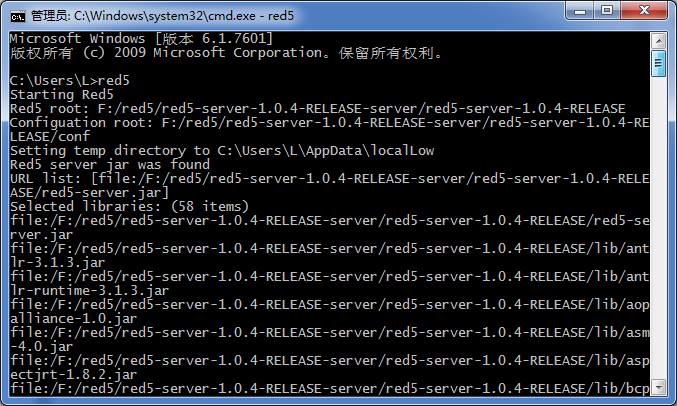 管理员: C:\Windows\system32\cmd.exe - red5
Microsoft Windows [版本 6.1.7601]
版权所有 (c) 2009 Microsoft Corporation。保留所有权利。
C:\Users\L>red5
Starting Red5
Red5 root: F:/red5/red5-server-1.0.4-RELEASE-server/red5-server-1.0.4-RELEASE
Configuation root: F:/red5/red5-server-1.0.4-RELEASE-server/red5-server-1.0.4-RE
LEASE/conf
Setting temp directory to C:\Users\L\AppData\localLow
Red5 server jar was found
URL list: [file:/F:/red5/red5-server-1.0.4-RELEASE-server/red5-server-1.0.4-RELE
ASE/red5-server.jar]
Selected libraries: (58 items)
file:/F:/red5/red5-server-1.0.4-RELEASE-server/red5-server-1.0.4-RELEASE/red5-se
rver.jar
file:/F:/red5/red5-server-1.0.4-RELEASE-server/red5-server-1.0.4-RELEASE/lib/ant
lr-3.1.3.jar
file:/F:/red5/red5-server-1.0.4-RELEASE-server/red5-server-1.0.4-RELEASE/lib/ant
lr-runtime-3.1.3.jar
file:/F:/red5/red5-server-1.0.4-RELEASE-server/red5-server-1.0.4-RELEASE/lib/aop
alliance-1.0.jar
file:/F:/red5/red5-server-1.0.4-RELEASE-server/red5-server-1.0.4-RELEASE/lib/asm
-4.0.jar
file:/F:/red5/red5-server-1.0.4-RELEASE-server/red5-server-1.0.4-RELEASE/lib/asp
ectjrt-1.8.2.jar
file:/F:/red5/red5-server-1.0.4-RELEASE-server/red5-server-1.0.4-RELEASE/lib/bcp